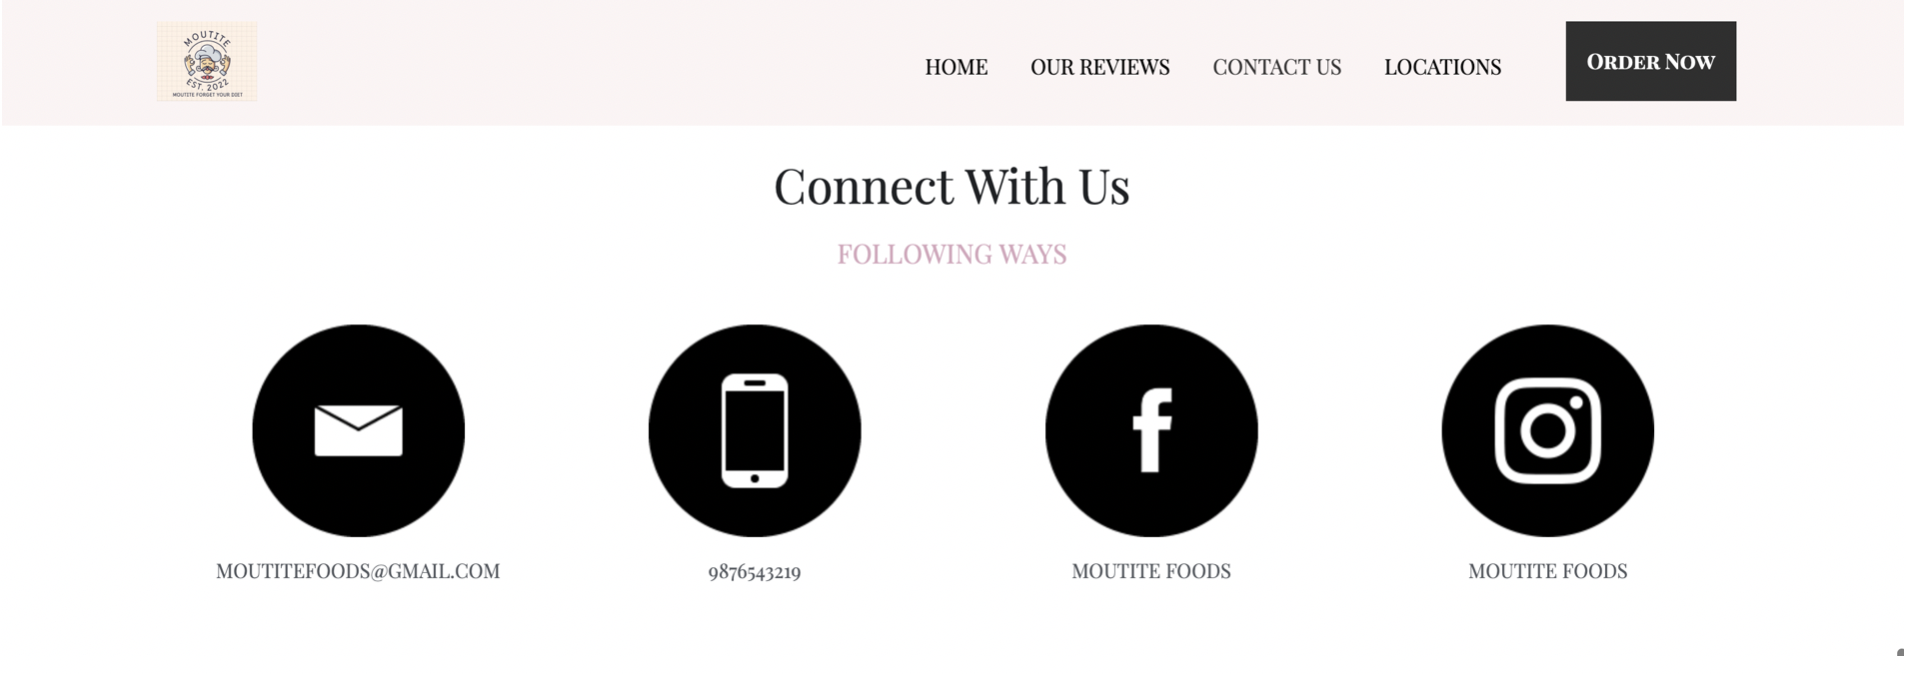 MOUTITE
EST. 2022
MOUTITE FORGET YOUR DIET
HOME OUR REVIEWS CONTACT US LOCATIONS ORDER NOW
Connect With Us
FOLLOWING WAYS
MOUTITEFOODS@GMAIL.COM 9876543219 MOUTITE FOODS MOUTITE FOODS